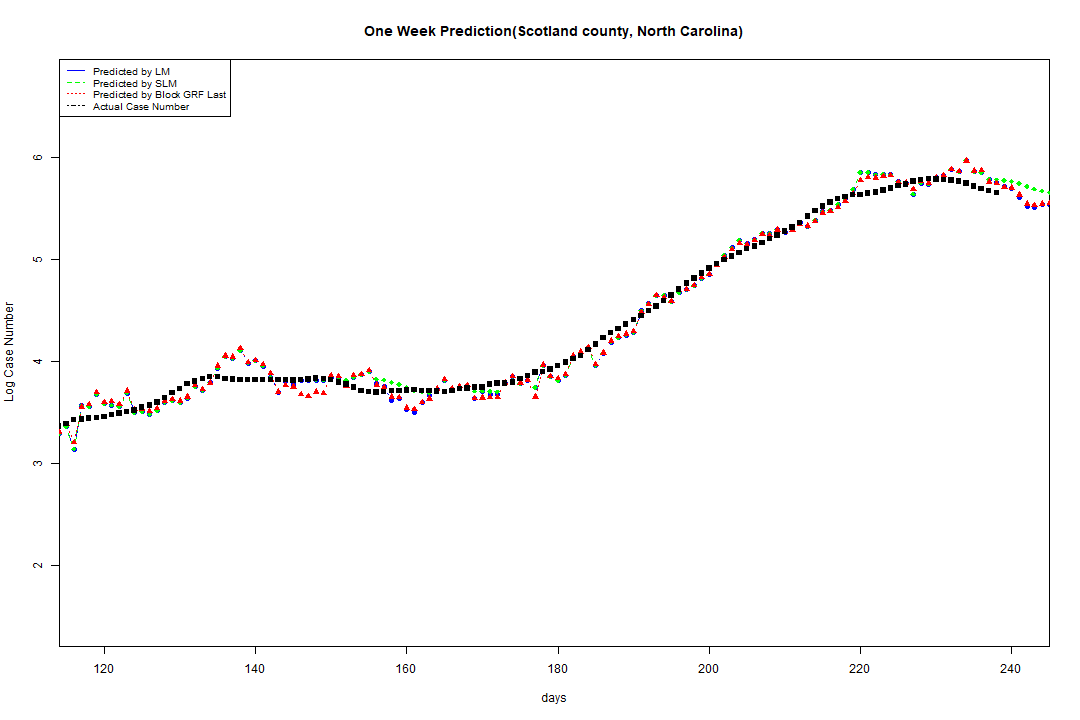 One Week Prediction(Scotland county, North Carolina)
Predicted by LM
Predicted by SLM
Predicted by Block GRF Last
Actual Case Number
6
5
4
3
2
Log Case Number
120 140 160 180 200 220 240
days